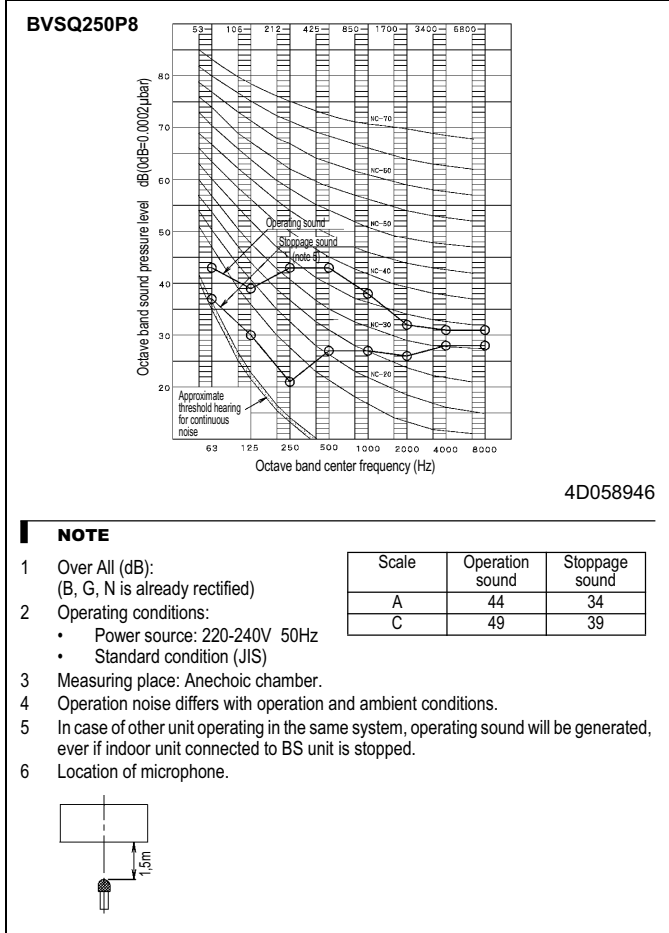 BVSQ250P8
53 106 212 425 850 1700 3400 6800
Octave band sound pressure level dB(0dB=0.0002µbar)
80
70
60
50
40
30
20
NC-70
NC-60
NC-50
NC-40
NC-30
NC-20
Operating sound
Stoppage sound
(note 5)
Approximate
threshold hearing
for continuous
noise
63 125 250 500 1000 2000 4000 8000
Octave band center frequency (Hz)
4D058946
NOTE
1 Over All (dB):
(B, G, N is already rectified)
Scale Operation sound Stoppage sound
A 44 34
C 49 39
2 Operating conditions:
• Power source: 220-240V 50Hz
• Standard condition (JIS)
3 Measuring place: Anechoic chamber.
4 Operation noise differs with operation and ambient conditions.
5 In case of other unit operating in the same system, operating sound will be generated,
ever if indoor unit connected to BS unit is stopped.
6 Location of microphone.
1,5m